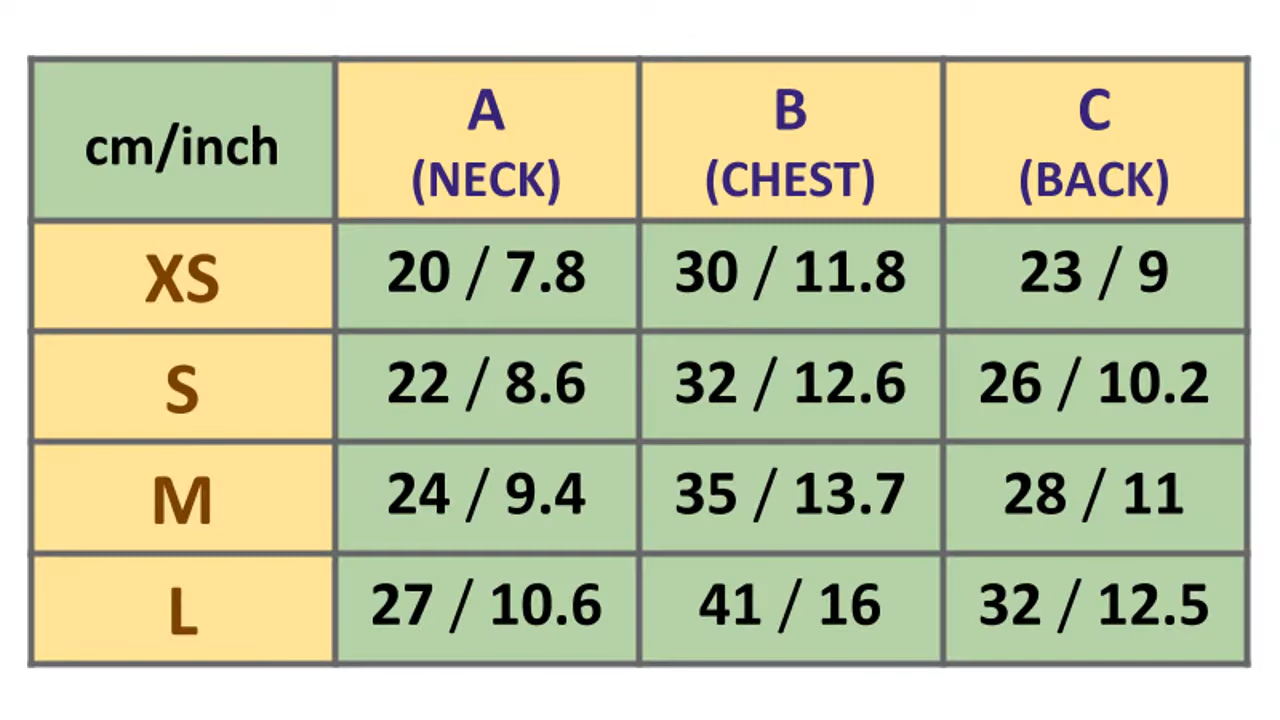 cm/inch A B C
(NECK) (CHEST) (BACK)
XS 20 / 7.8 30 / 11.8 23 / 9
S 22 / 8.6 32 / 12.6 26 / 10.2
M 24 / 9.4 35 / 13.7 28 / 11
L 27 / 10.6 41 / 16 32 / 12.5